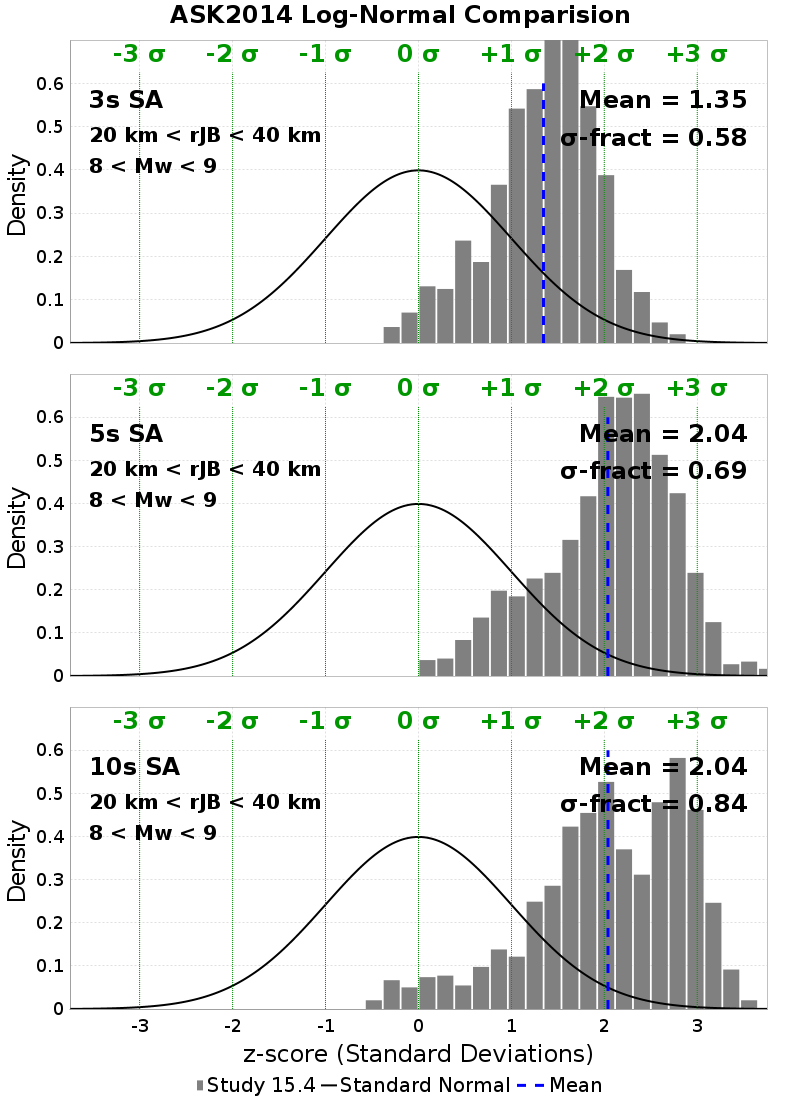 ASK2014 Log-Normal Comparision
-3 σ -2 σ -1 σ 0 σ +1 σ +2 σ +3 σ
0.6
0.5
0.4
0.3
0.2
0.1
0
Density
3s SA
20 km < rJB < 40 km
8 < Mw < 9
Mean = 1.35
σ-fract = 0.58
-3 σ -2 σ -1 σ 0 σ +1 σ +2 σ +3 σ
0.6
0.5
0.4
0.3
0.2
0.1
0
Density
5s SA
20 km < rJB < 40 km
8 < Mw < 9
Mean = 2.04
σ-fract = 0.69
-3 σ -2 σ -1 σ 0 σ +1 σ +2 σ +3 σ
0.6
0.5
0.4
0.3
0.2
0.1
0
Density
10s SA
20 km < rJB < 40 km
8 < Mw < 9
Mean = 2.04
σ-fract = 0.84
-3 -2 -1 0 1 2 3
z-score (Standard Deviations)
Study 15.4 Standard Normal Mean